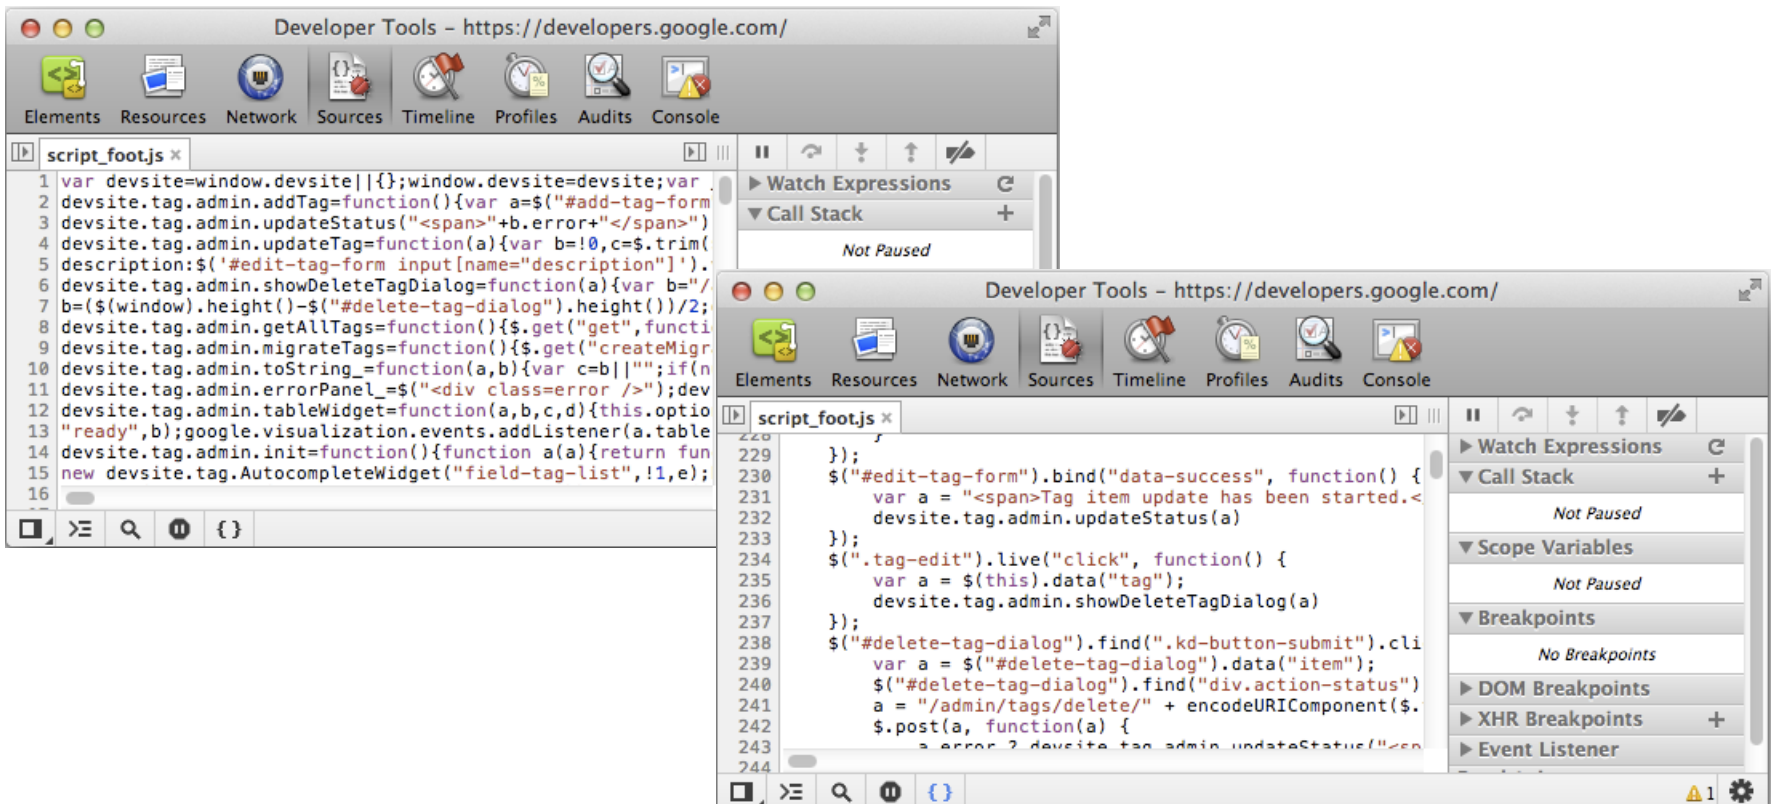 Developer Tools – https://developers.google.com/
Elements Resources Network Sources Timeline Profiles Audits Console
script_foot.js ×
1 var devsite=window.devsite||{};window.devsite=devsite;var
2 devsite.tag.admin.addTag=function(){var a=$("#add-tag-form
3 devsite.tag.admin.updateStatus("<span>"+b.error+"</span>")
4 devsite.tag.admin.updateTag=function(a){var b=!0,c=$.trim(
5 description:$('#edit-tag-form input[name="description"]').
6 devsite.tag.admin.showDeleteTagDialog=function(a){var b="/
7 b=($(window).height()-$("#delete-tag-dialog").height())/2;
8 devsite.tag.admin.getAllTags=function(){$.get("get",functi
9 devsite.tag.admin.migrateTags=function(){$.get("createMigr
10 devsite.tag.admin.toString_=function(a,b){var c=b||"";if(n
11 devsite.tag.admin.errorPanel_=$("<div class=error />");dev
12 devsite.tag.admin.tableWidget=function(a,b,c,d){this.optio
13 "ready",b);google.visualization.events.addListener(a.table
14 devsite.tag.admin.init=function(){function a(a){return fun
15 new devsite.tag.AutocompleteWidget("field-tag-list",!1,e);
16
Watch Expressions
Call Stack +
Not Paused
{}
Developer Tools – https://developers.google.com/
Elements Resources Network Sources Timeline Profiles Audits Console
script_foot.js ×
228 }
229 });
230 $("#edit-tag-form").bind("data-success", function() {
231 var a = "<span>Tag item update has been started.<
232 devsite.tag.admin.updateStatus(a)
233 });
234 $(".tag-edit").live("click", function() {
235 var a = $(this).data("tag");
236 devsite.tag.admin.showDeleteTagDialog(a)
237 });
238 $("#delete-tag-dialog").find(".kd-button-submit").cli
239 var a = $("#delete-tag-dialog").data("item");
240 $("#delete-tag-dialog").find("div.action-status")
241 a = "/admin/tags/delete/" + encodeURIComponent($.
242 $.post(a, function(a) {
243 a.error ? devsite.tag.admin.updateStatus("<sp
244
Watch Expressions
Call Stack +
Not Paused
Scope Variables
Not Paused
Breakpoints
No Breakpoints
DOM Breakpoints
XHR Breakpoints +
Event Listener
{}
1